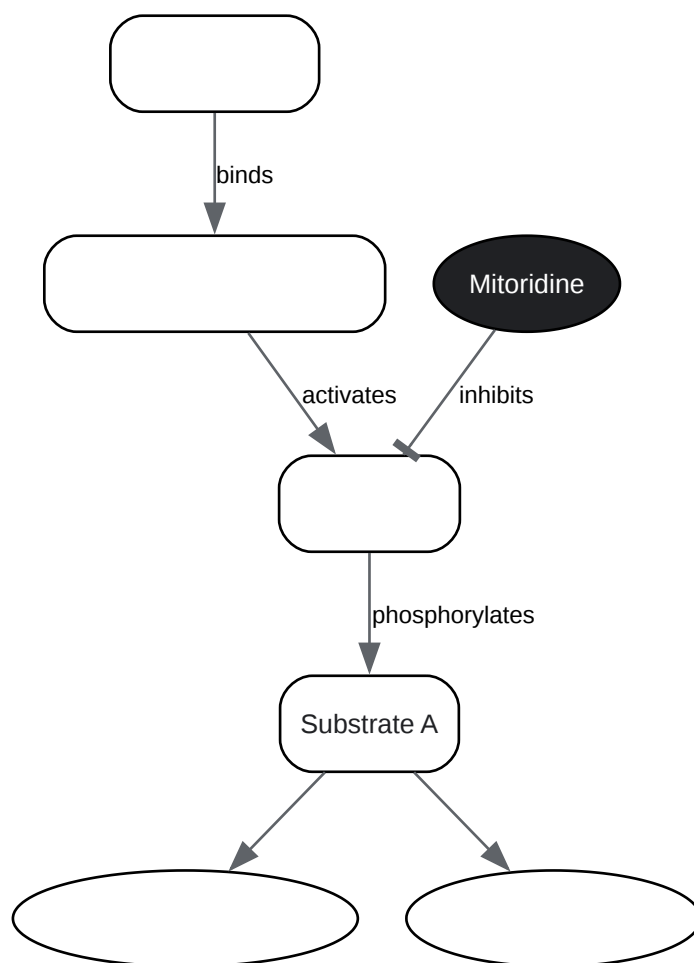 binds
Mitoridine
activates
inhibits
phosphorylates
Substrate A